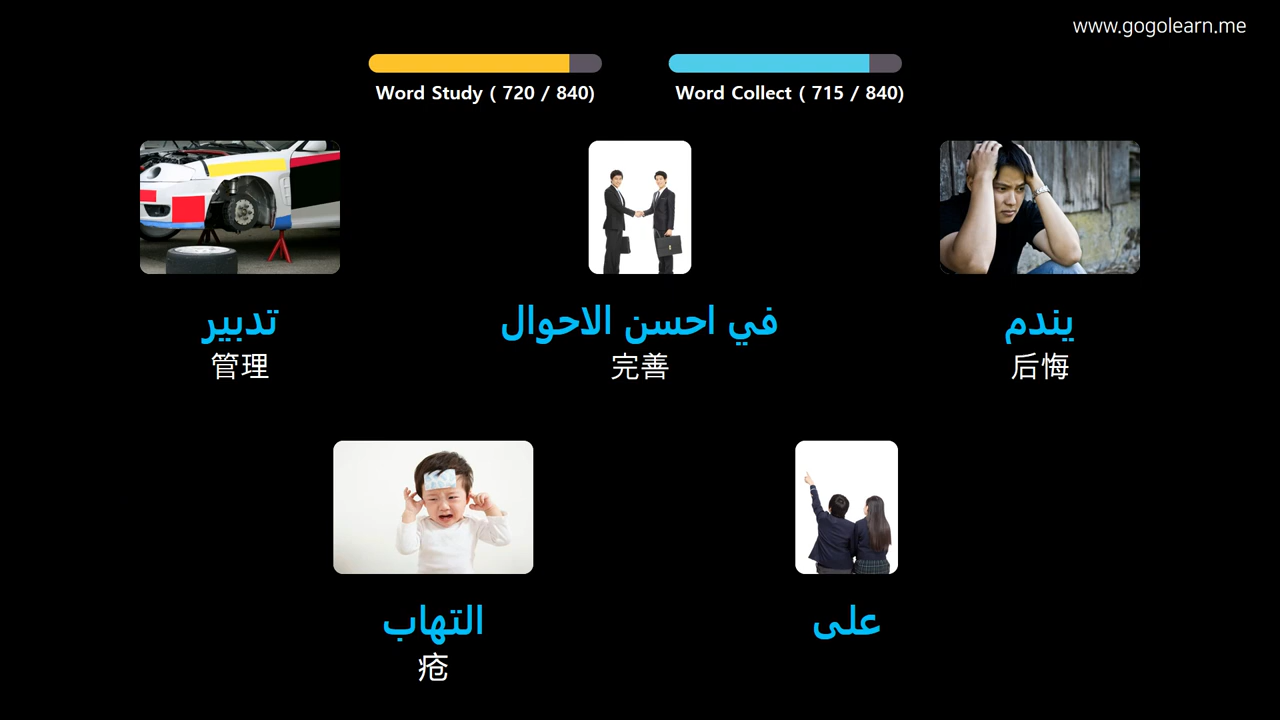 www.gogolearn.me
Word Study ( 720 / 840)
Word Collect ( 715 / 840)
تدبير
管理
في احسن الاحوال
完善
يندم
后悔
التهاب
疮
على